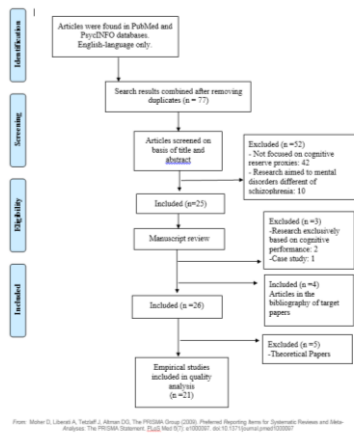 Identification
Articles were found in PubMed and
PsycINFO databases.
English-language only.
Search results combined after removing
duplicates (n = 77)
Screening
Articles screened on
basis of title and
abstract
Excluded (n =52)
- Not focused on cognitive
reserve proxies: 42
- Research aimed to mental
disorders different of
schizophrenia: 10
Included (n=25)
Eligibility
Manuscript review
Excluded (n =3)
-Research exclusively
based on cognitive
performance: 2
-Case study: 1
Included
Included (n =26)
Included (n =4)
Articles in the
bibliography of target
papers
Excluded (n =5)
-Theoretical Papers
Empirical studies
included in quality
analysis
(n =21)
From: Moher D, Liberati A, Tetzlaff J, Altman DG, The PRISMA Group (2009). Preferred Reporting Items for Systematic Reviews and Meta-
Analyses: The PRISMA Statement. PLoS Med 6(7): e1000097. doi:10.1371/journal.pmed1000097